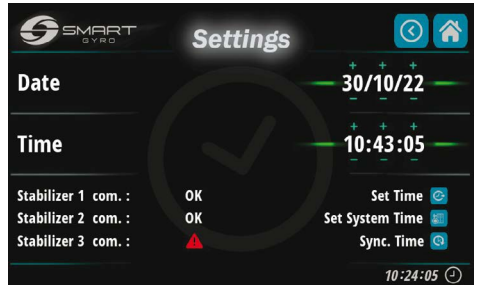 SMART
GYRO
Settings
+ + +
Date 30/10/22
- - -
+ + +
Time 10:43:05
- - -
Stabilizer 1 com. : OK Set Time
Stabilizer 2 com. : OK Set System Time
Stabilizer 3 com. : Sync. Time
10:24:05